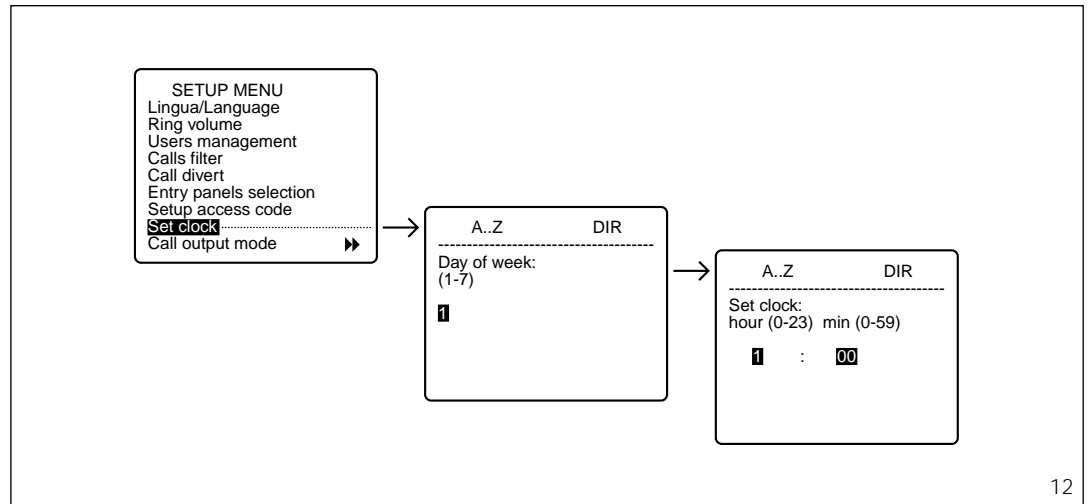 SETUP MENU
Lingua/Language
Ring volume
Users management
Calls filter
Call divert
Entry panels selection
Setup access code
Set clock
Call output mode
A..Z DIR
Day of week:
(1-7)
1
A..Z DIR
Set clock:
hour (0-23) min (0-59)
1 : 00
12